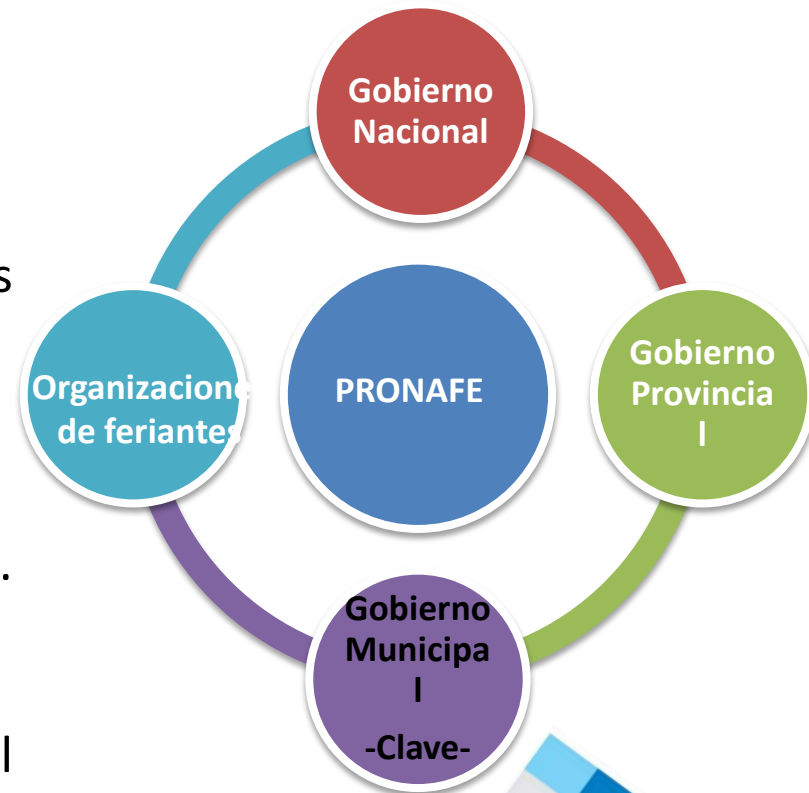 Gobierno
Nacional
s
Organizacione
de feriantes
PRONAFE
Gobierno
Provincia
l
.
Gobierno
Municipa
l
-Clave-
l